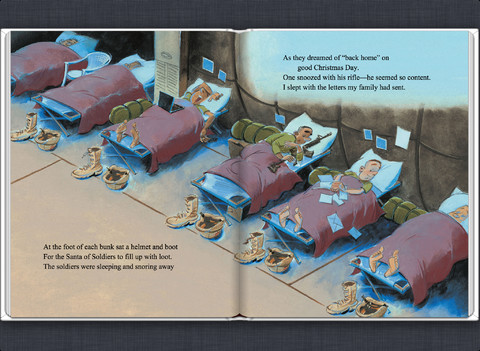 At the foot of each bunk sat a helmet and boot
For the Santa of Soldiers to fill up with loot.
The soldiers were sleeping and snoring away
As they dreamed of “back home” on
good Christmas Day.
One snoozed with his rifle—he seemed so content.
I slept with the letters my family had sent.